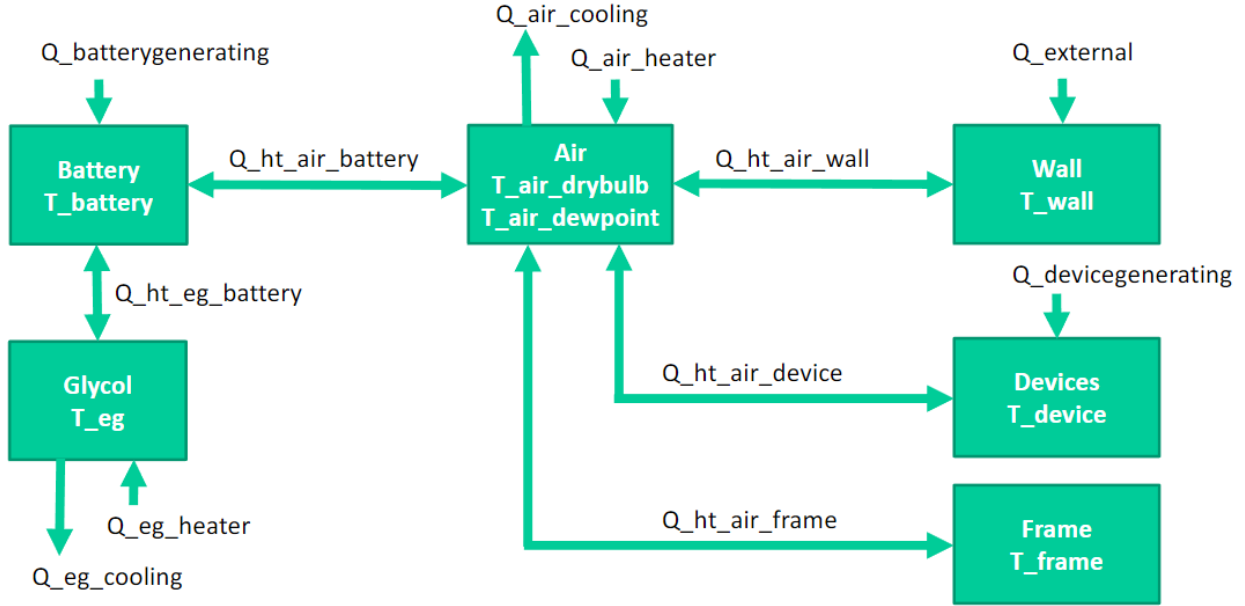 Q_air_cooling
Q_batterygenerating
Q_air_heater
Q_external
Battery
T_battery
Q_ht_air_battery
Air
T_air_drybulb
T_air_dewpoint
Q_ht_air_wall
Wall
T_wall
Q_ht_eg_battery
Q_devicegenerating
Glycol
T_eg
Q_ht_air_device
Devices
T_device
Q_eg_heater
Q_eg_cooling
Q_ht_air_frame
Frame
T_frame